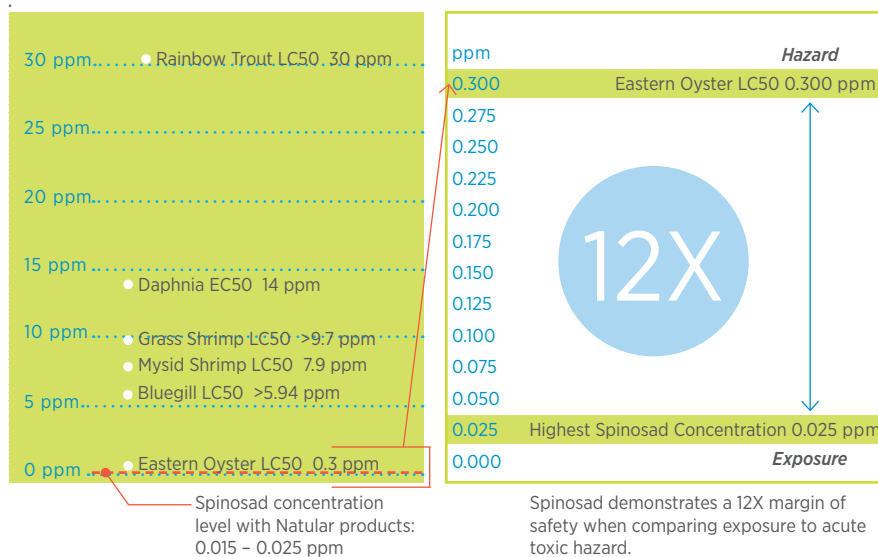 30 ppm
Rainbow Trout LC50 30 ppm
25 ppm
20 ppm
15 ppm
Daphnia EC50 14 ppm
10 ppm
Grass Shrimp LC50 >9.7 ppm
Mysid Shrimp LC50 7.9 ppm
Bluegill LC50 >5.94 ppm
5 ppm
Eastern Oyster LC50 0.3 ppm
0 ppm
Spinosad concentration
level with Natular products:
0.015 – 0.025 ppm
ppm
Hazard
0.300
Eastern Oyster LC50 0.300 ppm
0.275
0.250
0.225
0.200
0.175
0.150
0.125
0.100
0.075
0.050
12X
0.025
Highest Spinosad Concentration 0.025 ppm
0.000
Exposure
Spinosad demonstrates a 12X margin of
safety when comparing exposure to acute
toxic hazard.